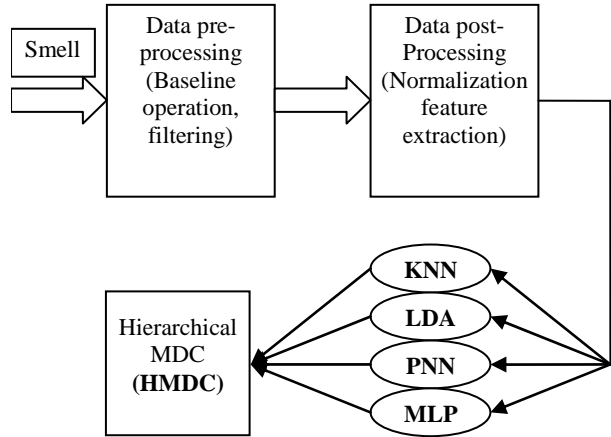 Smell
Data pre-
processing
(Baseline
operation,
filtering)
Data post-
Processing
(Normalization
feature
extraction)
KNN
LDA
PNN
MLP
Hierarchical
MDC
(HMDC)